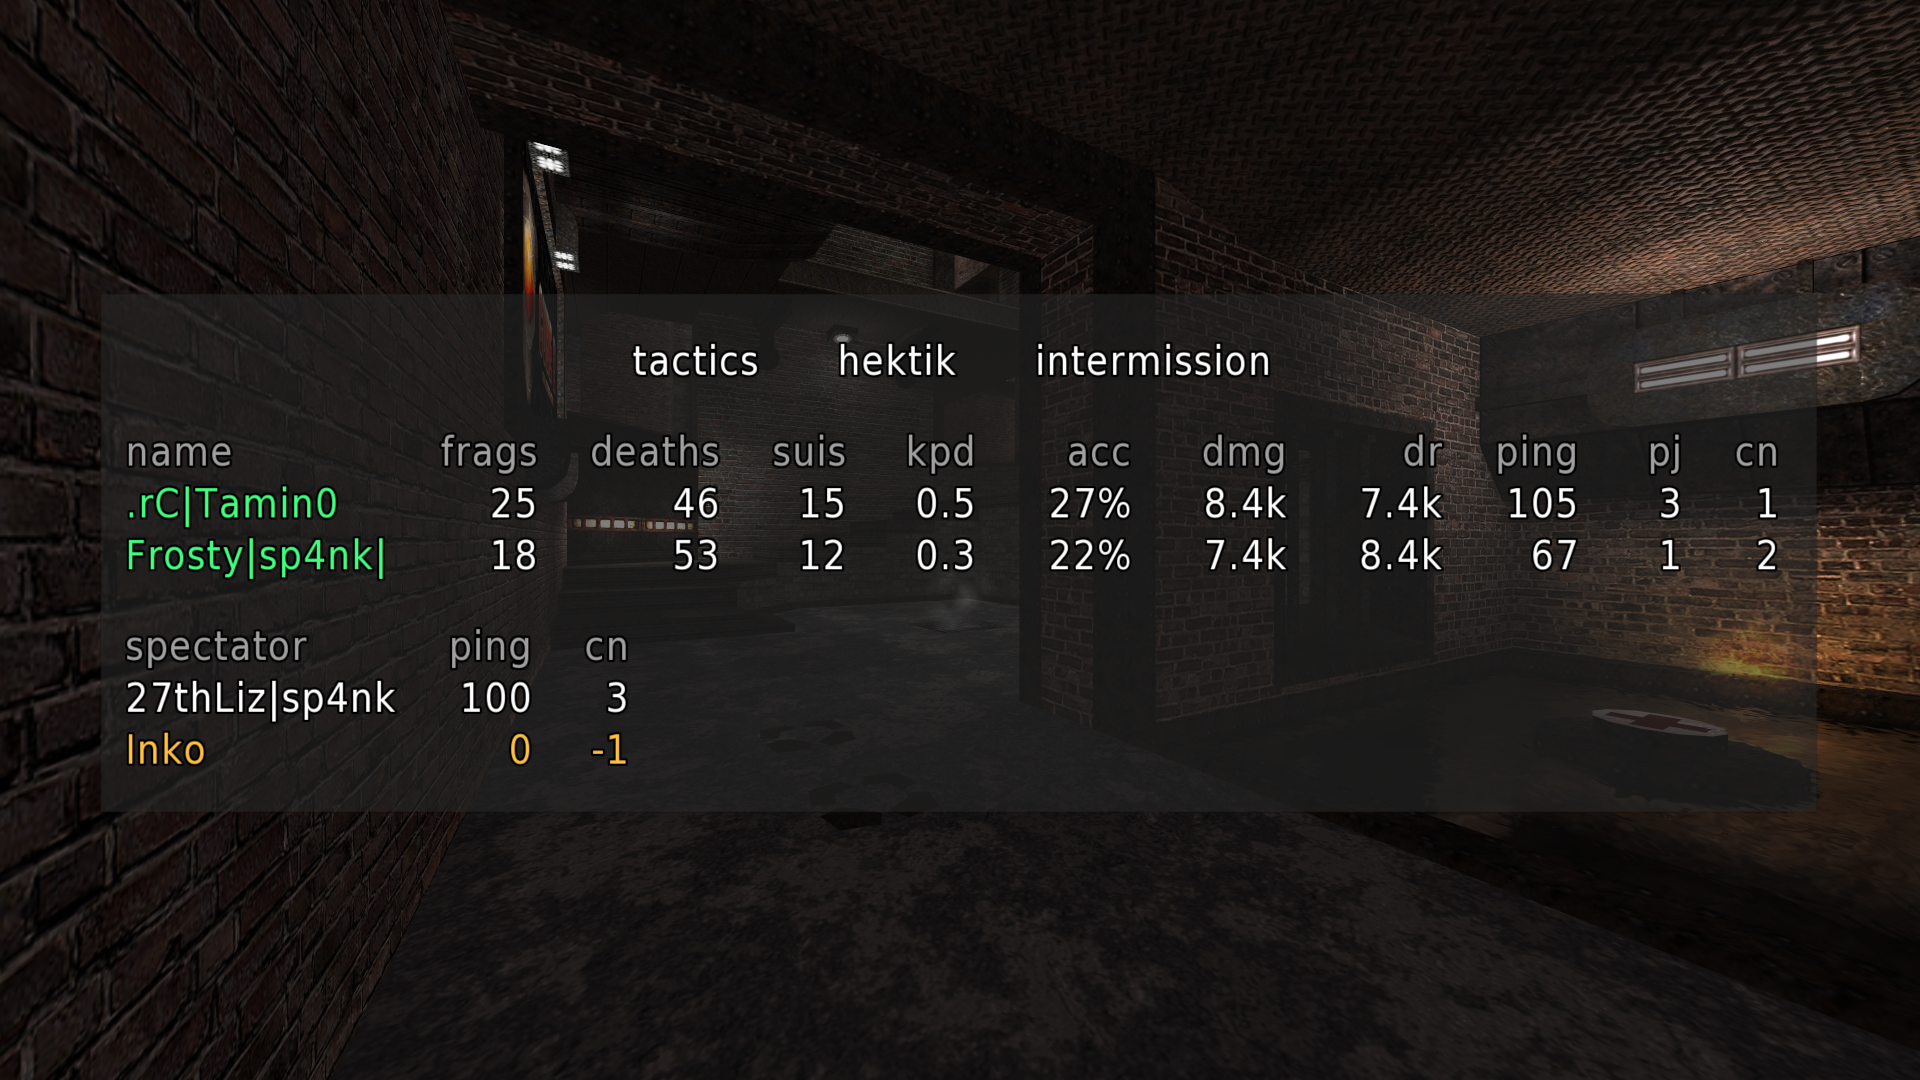 tactics hektik intermission
name frags deaths suis kpd acc dmg dr ping pj cn
.rC|Tamin0 25 46 15 0.5 27% 8.4k 7.4k 105 3 1
Frosty|sp4nk| 18 53 12 0.3 22% 7.4k 8.4k 67 1 2
spectator ping cn
27thLiz|sp4nk 100 3
Inko 0 -1